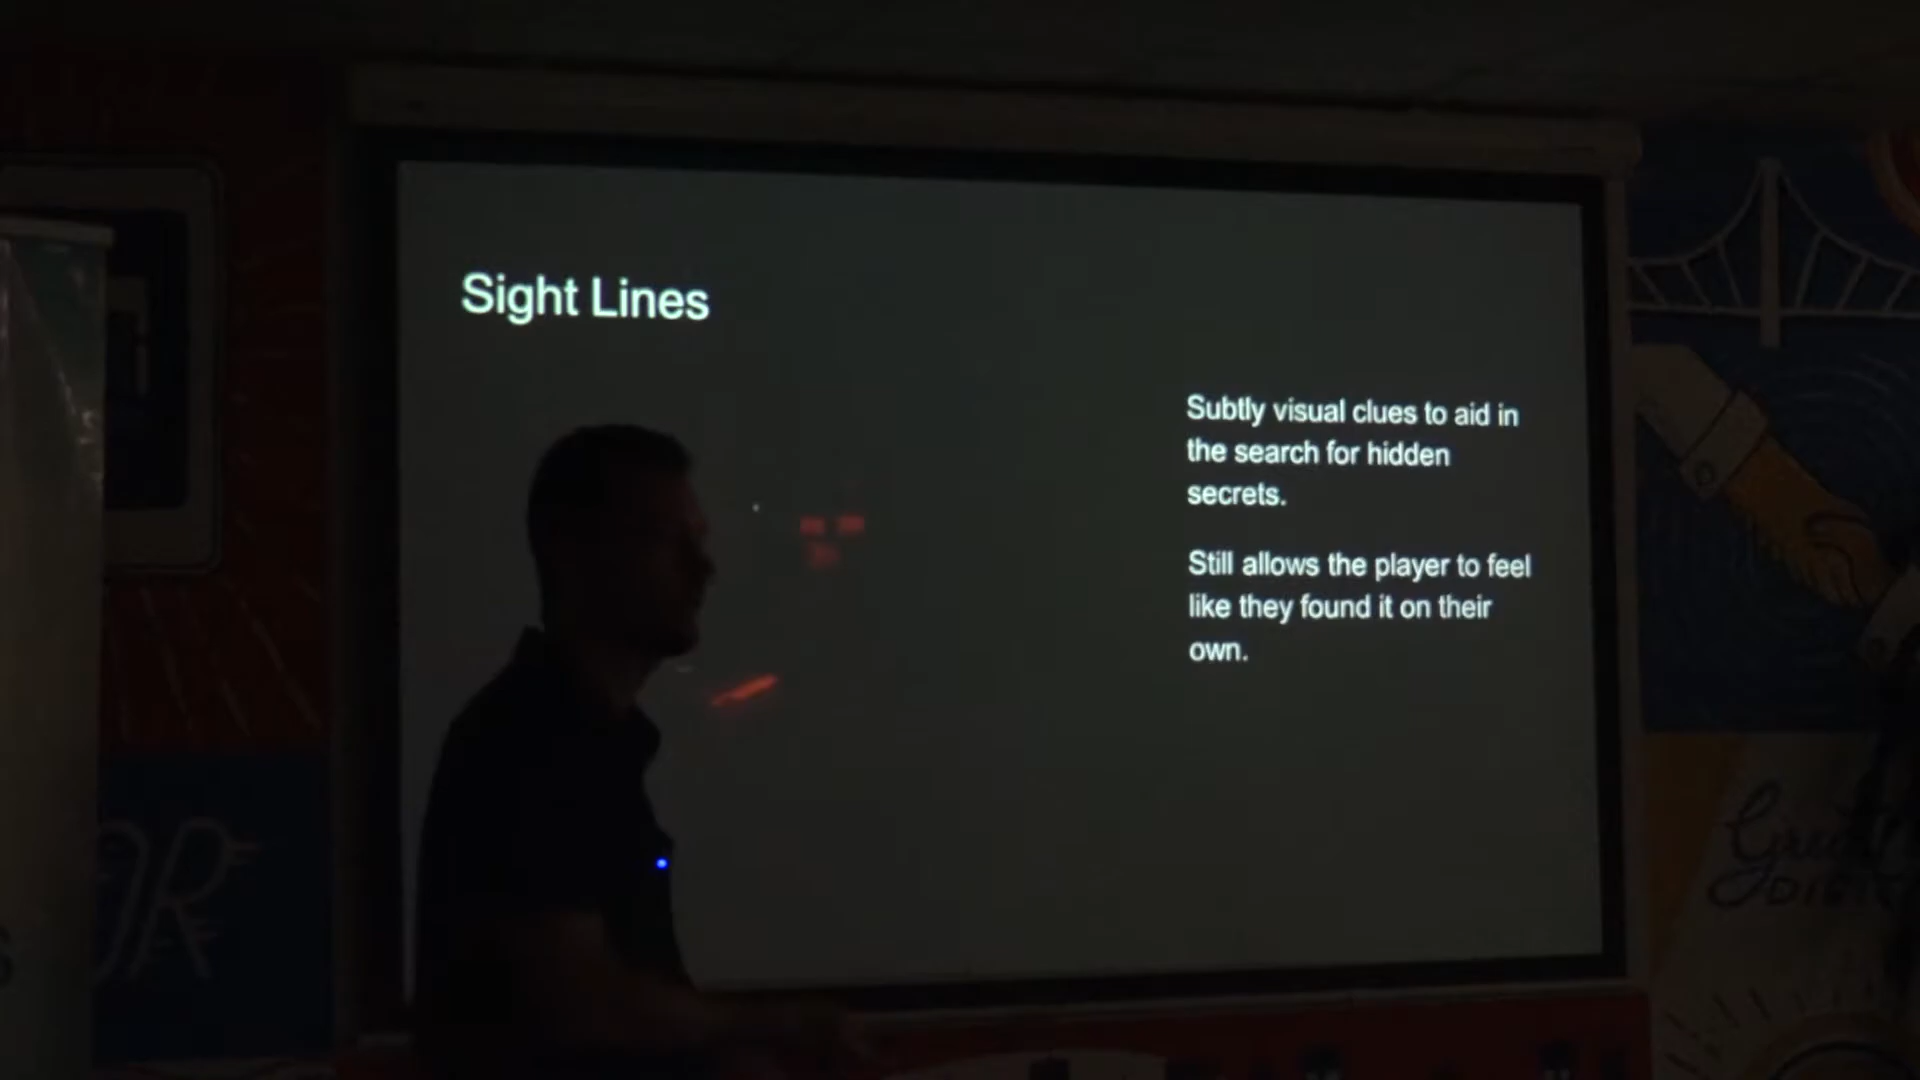 Sight Lines
Subtly visual clues to aid in
the search for hidden
secrets.
Still allows the player to feel
like they found it on their
own.